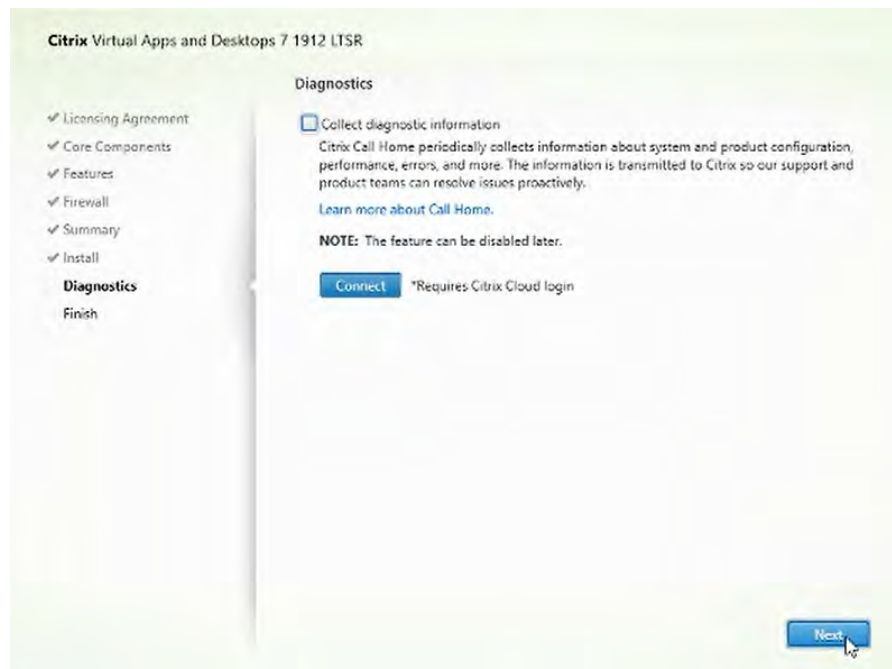 Citrix Virtual Apps and Desktops 7 1912 LTSR
Diagnostics
✔ Licensing Agreement
✔ Core Components
✔ Features
✔ Firewall
✔ Summary
✔ Install
Diagnostics
Finish
Collect diagnostic information
Citrix Call Home periodically collects information about system and product configuration,
performance, errors, and more. The information is transmitted to Citrix so our support and
product teams can resolve issues proactively.
Learn more about Call Home.
NOTE: The feature can be disabled later.
Connect *Requires Citrix Cloud login
Next